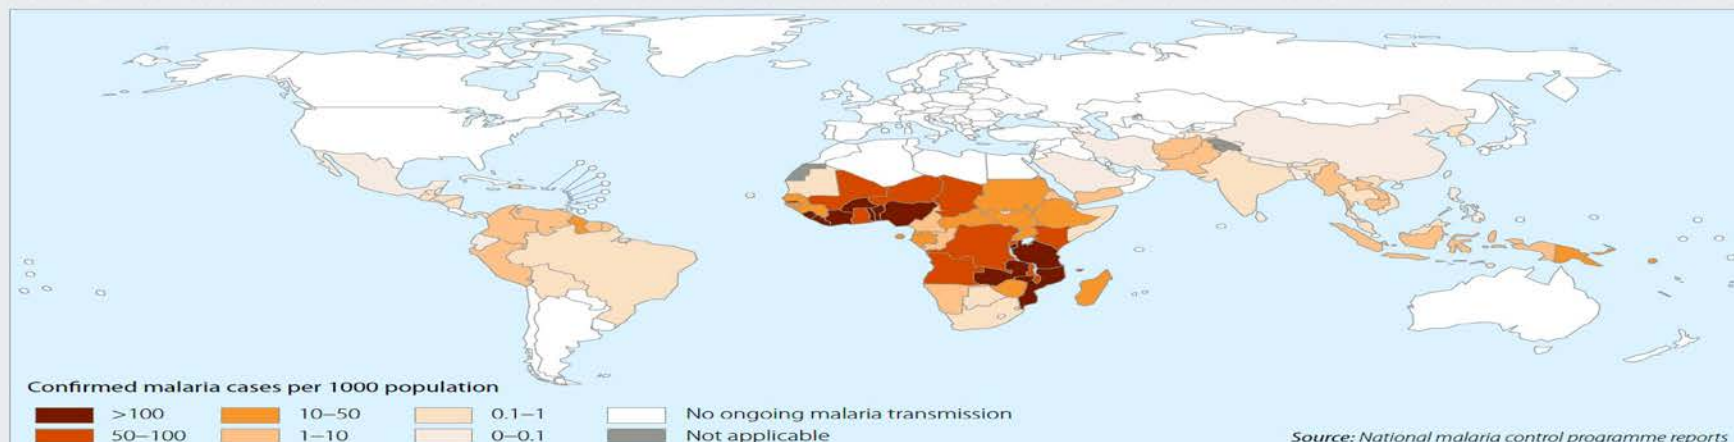 Confirmed malaria cases per 1000 population
>100
10–50
0.1–1
No ongoing malaria transmission
50–100
1–10
0–0.1
Not applicable
Source: National malaria control programme reports